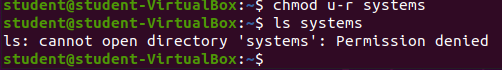 student@student-VirtualBox:~$ chmod u-r systems
student@student-VirtualBox:~$ ls systems
ls: cannot open directory 'systems': Permission denied
student@student-VirtualBox:~$